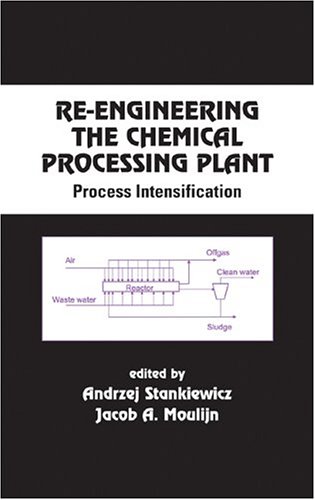 RE-ENGINEERING
THE CHEMICAL
PROCESSING PLANT
Process Intensification
Offgas
Air
Clean water
Reactor
Waste water
Sludge
edited by
Andrzej Stankiewicz
Jacob A. Moulijn